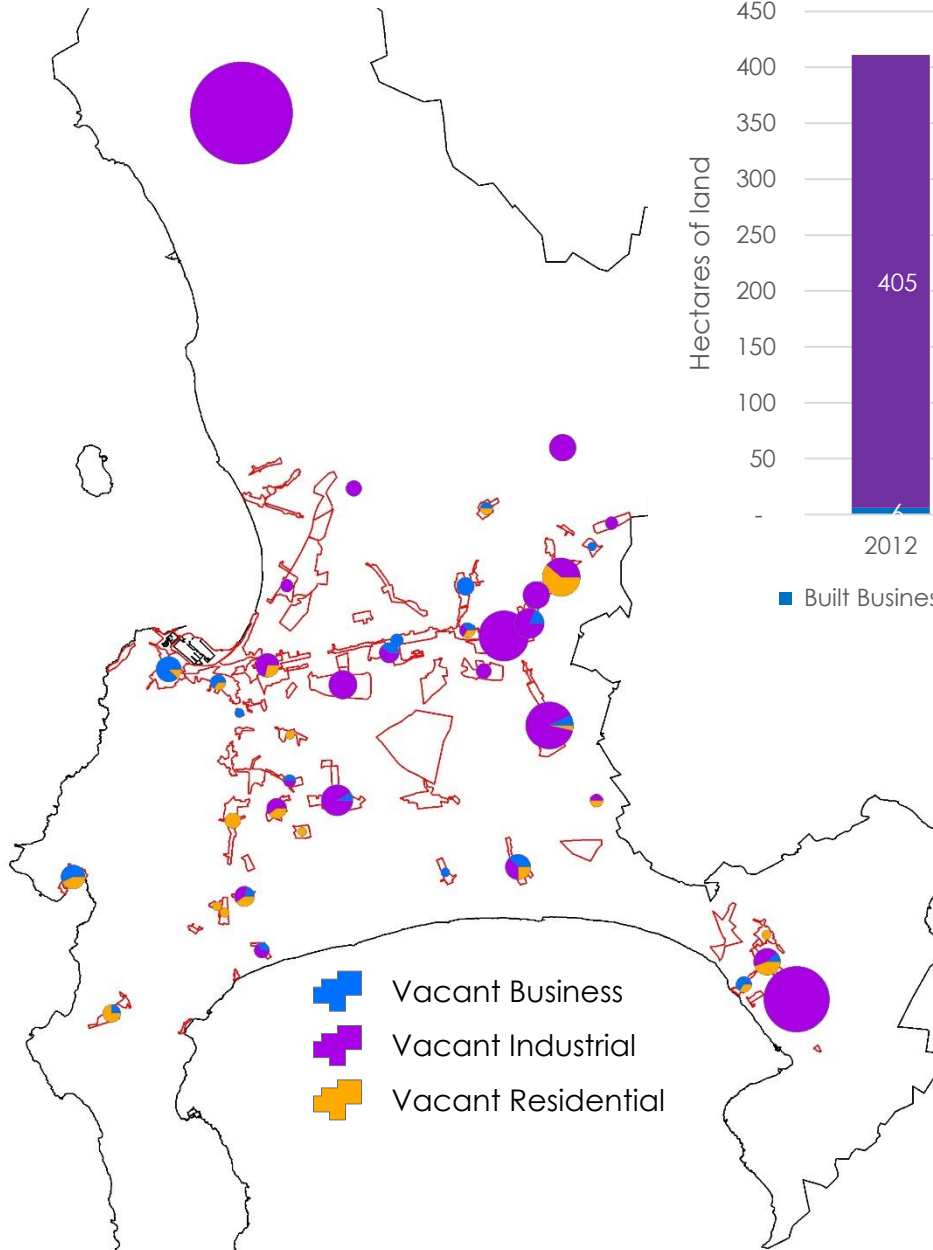 450
400
350
300
250
200
150
100
50
-
Hectares of land
405
6
2012
Built Busines
Vacant Business
Vacant Industrial
Vacant Residential